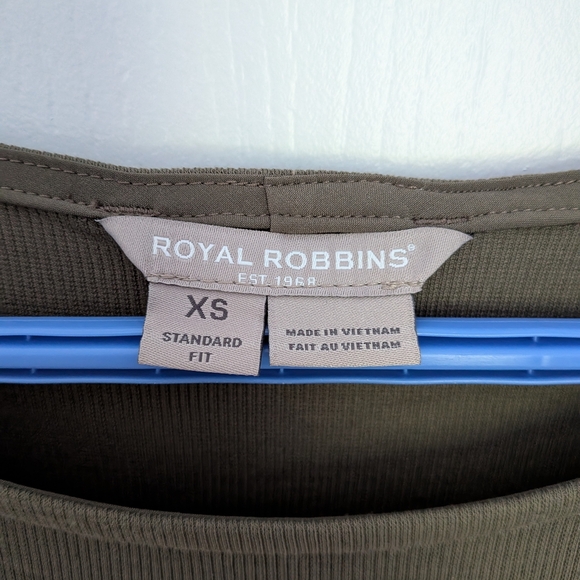 ROYAL ROBBINS®
EST. 1968
XS
STANDARD
FIT
MADE IN VIETNAM
FAIT AU VIETNAM